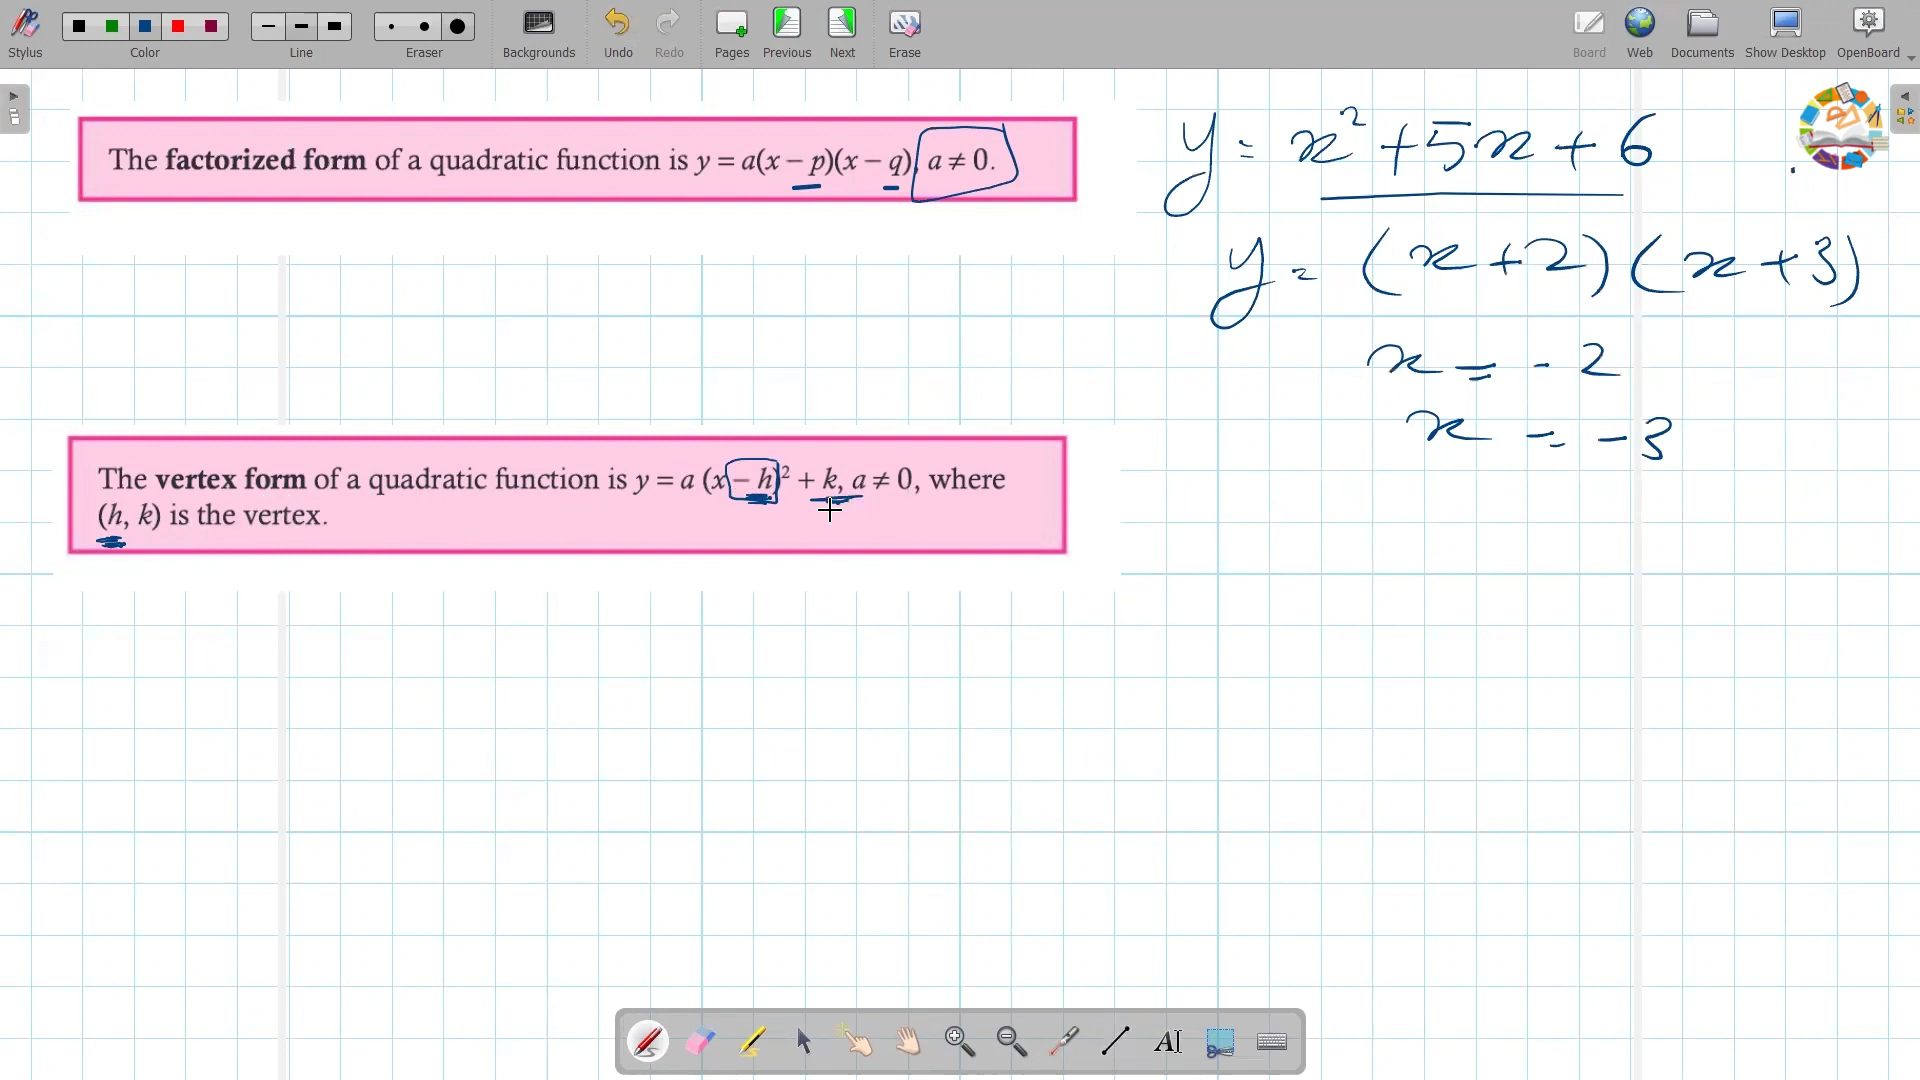 Stylus
Color
Line
Eraser
Backgrounds
Undo
Redo
Pages
Previous
Next
Erase
Board
Web
Documents
Show Desktop
OpenBoard
The factorized form of a quadratic function is y = a(x − p)(x − q), a ≠ 0.
The vertex form of a quadratic function is y = a (x − h)² + k, a ≠ 0, where
(h, k) is the vertex.
y = x² + 5x + 6
y = (x + 2) (x + 3)
x = - 2
x = - 3